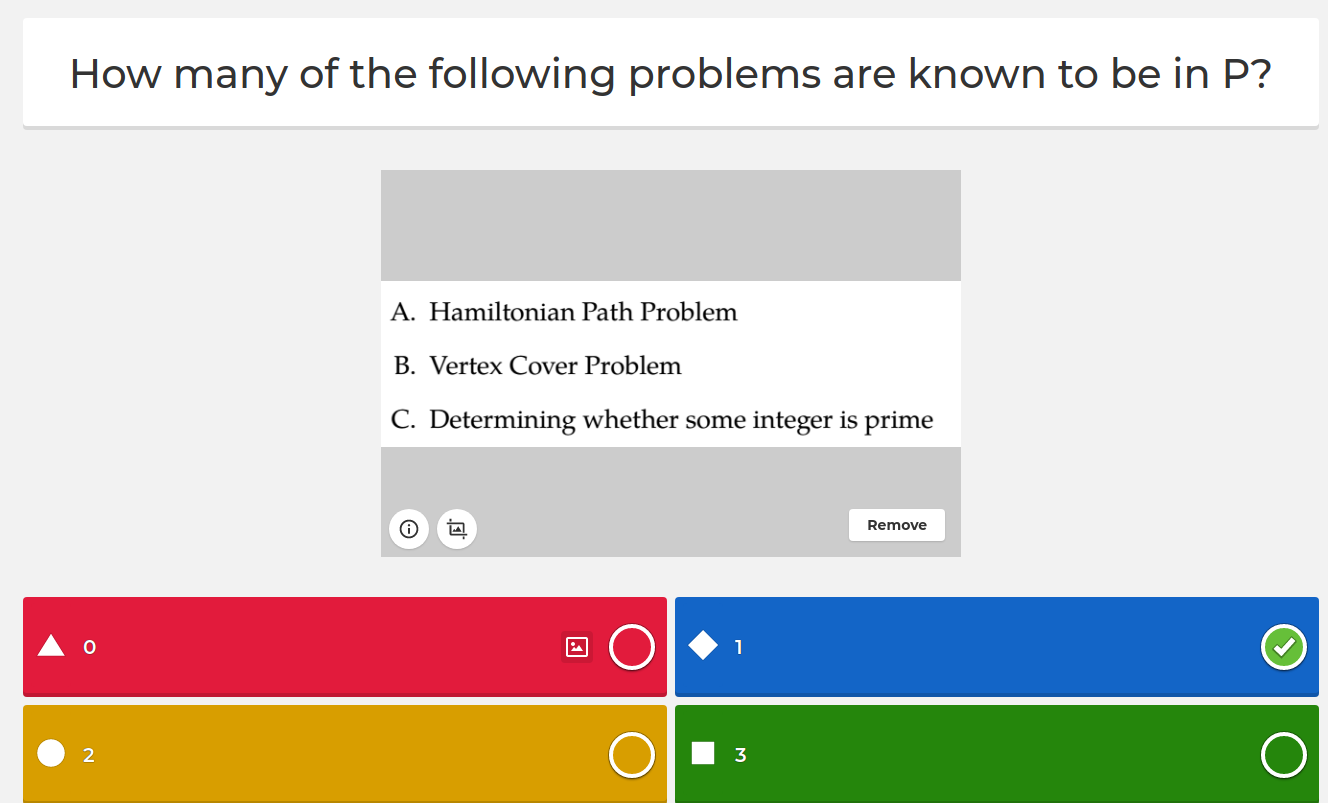 How many of the following problems are known to be in P?
A. Hamiltonian Path Problem
B. Vertex Cover Problem
C. Determining whether some integer is prime
Remove
0
1
2
3